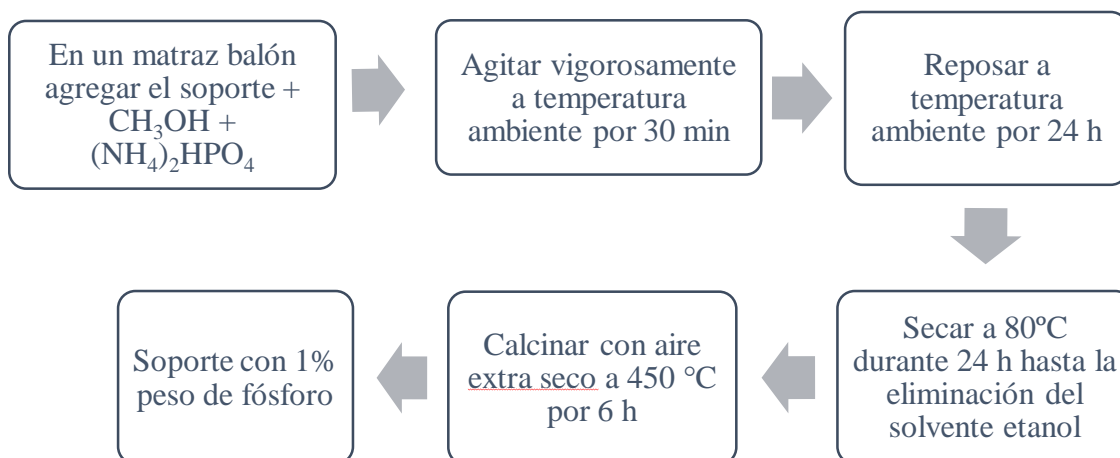 En un matraz balón
agregar el soporte +
CH₃OH +
(NH₄)₂HPO₄
Agitar vigorosamente
a temperatura
ambiente por 30 min
Reposar a
temperatura
ambiente por 24 h
Secar a 80ºC
durante 24 h hasta la
eliminación del
solvente etanol
Calcinar con aire
extra seco a 450 °C
por 6 h
Soporte con 1%
peso de fósforo